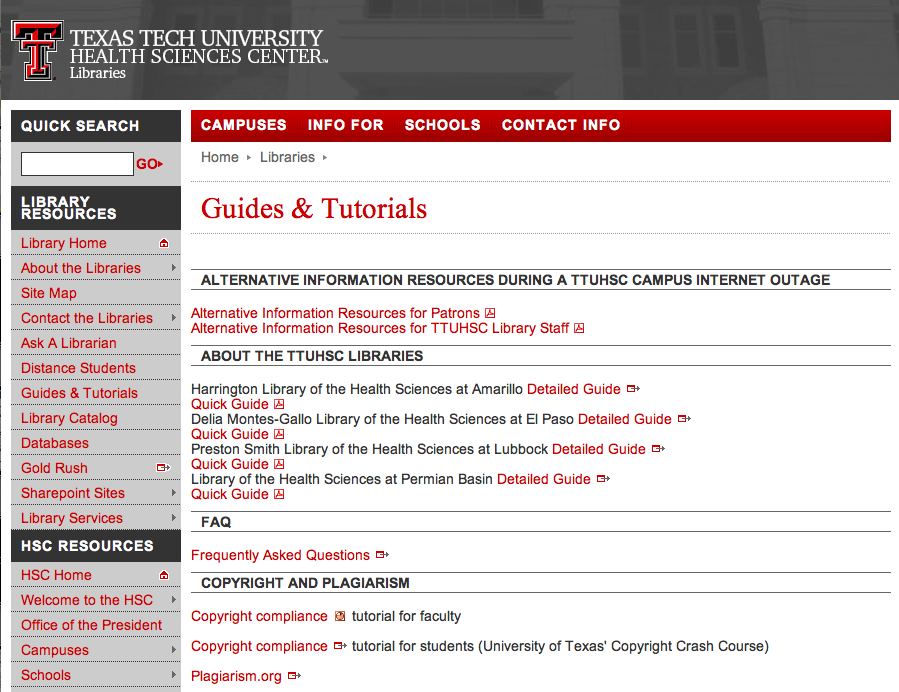 TEXAS TECH UNIVERSITY
HEALTH SCIENCES CENTER™
Libraries
QUICK SEARCH
GO
LIBRARY
RESOURCES
Library Home
About the Libraries
Site Map
Contact the Libraries
Ask A Librarian
Distance Students
Guides & Tutorials
Library Catalog
Databases
Gold Rush
Sharepoint Sites
Library Services
HSC RESOURCES
HSC Home
Welcome to the HSC
Office of the President
Campuses
Schools
CAMPUSES INFO FOR SCHOOLS CONTACT INFO
Home Libraries
Guides & Tutorials
ALTERNATIVE INFORMATION RESOURCES DURING A TTUHSC CAMPUS INTERNET OUTAGE
Alternative Information Resources for Patrons
Alternative Information Resources for TTUHSC Library Staff
ABOUT THE TTUHSC LIBRARIES
Harrington Library of the Health Sciences at Amarillo Detailed Guide
Quick Guide
Delia Montes-Gallo Library of the Health Sciences at El Paso Detailed Guide
Quick Guide
Preston Smith Library of the Health Sciences at Lubbock Detailed Guide
Quick Guide
Library of the Health Sciences at Permian Basin Detailed Guide
Quick Guide
FAQ
Frequently Asked Questions
COPYRIGHT AND PLAGIARISM
Copyright compliance tutorial for faculty
Copyright compliance tutorial for students (University of Texas' Copyright Crash Course)
Plagiarism.org